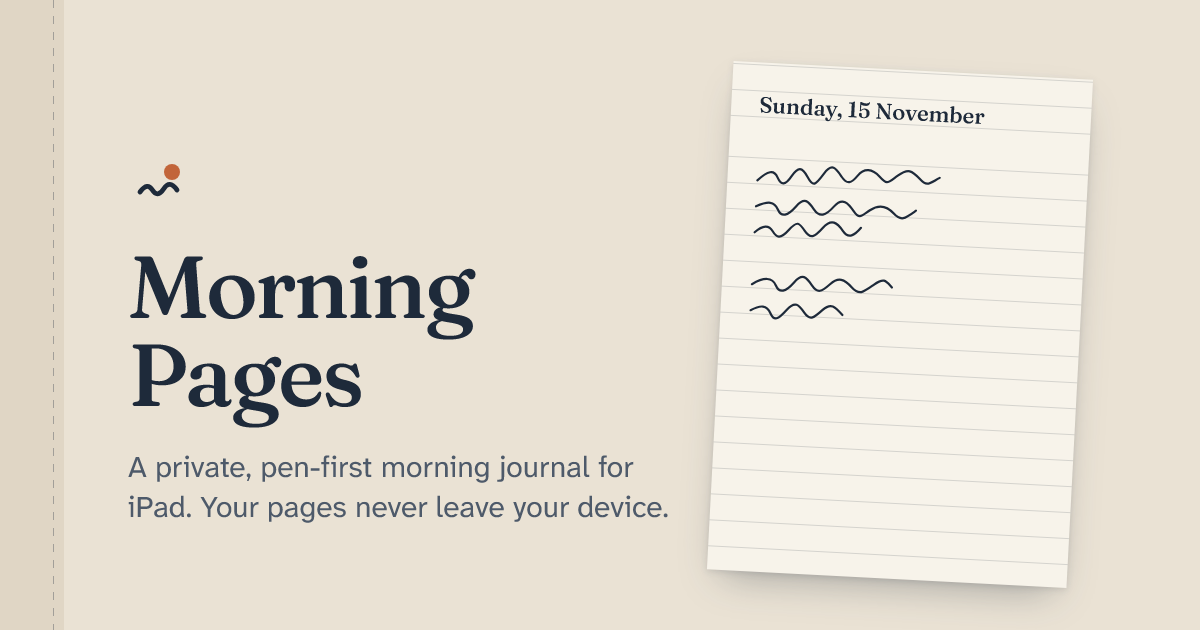 Morning
Pages
A private, pen-first morning journal for
iPad. Your pages never leave your device.
Sunday, 15 November